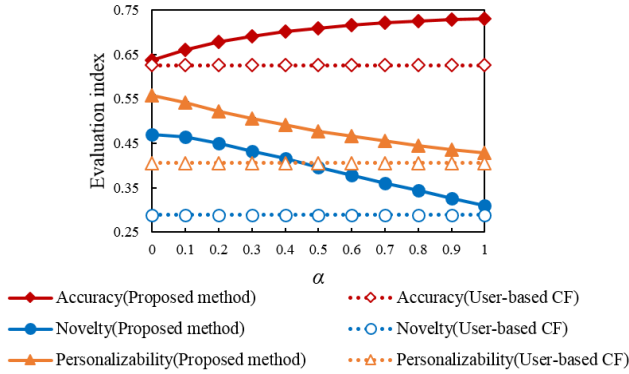 0.75
0.65
0.55
0.45
0.35
0.25
Evaluation index
0 0.1 0.2 0.3 0.4 0.5 0.6 0.7 0.8 0.9 1
α
Accuracy(Proposed method) Accuracy(User-based CF)
Novelty(Proposed method) Novelty(User-based CF)
Personalizability(Proposed method) Personalizability(User-based CF)